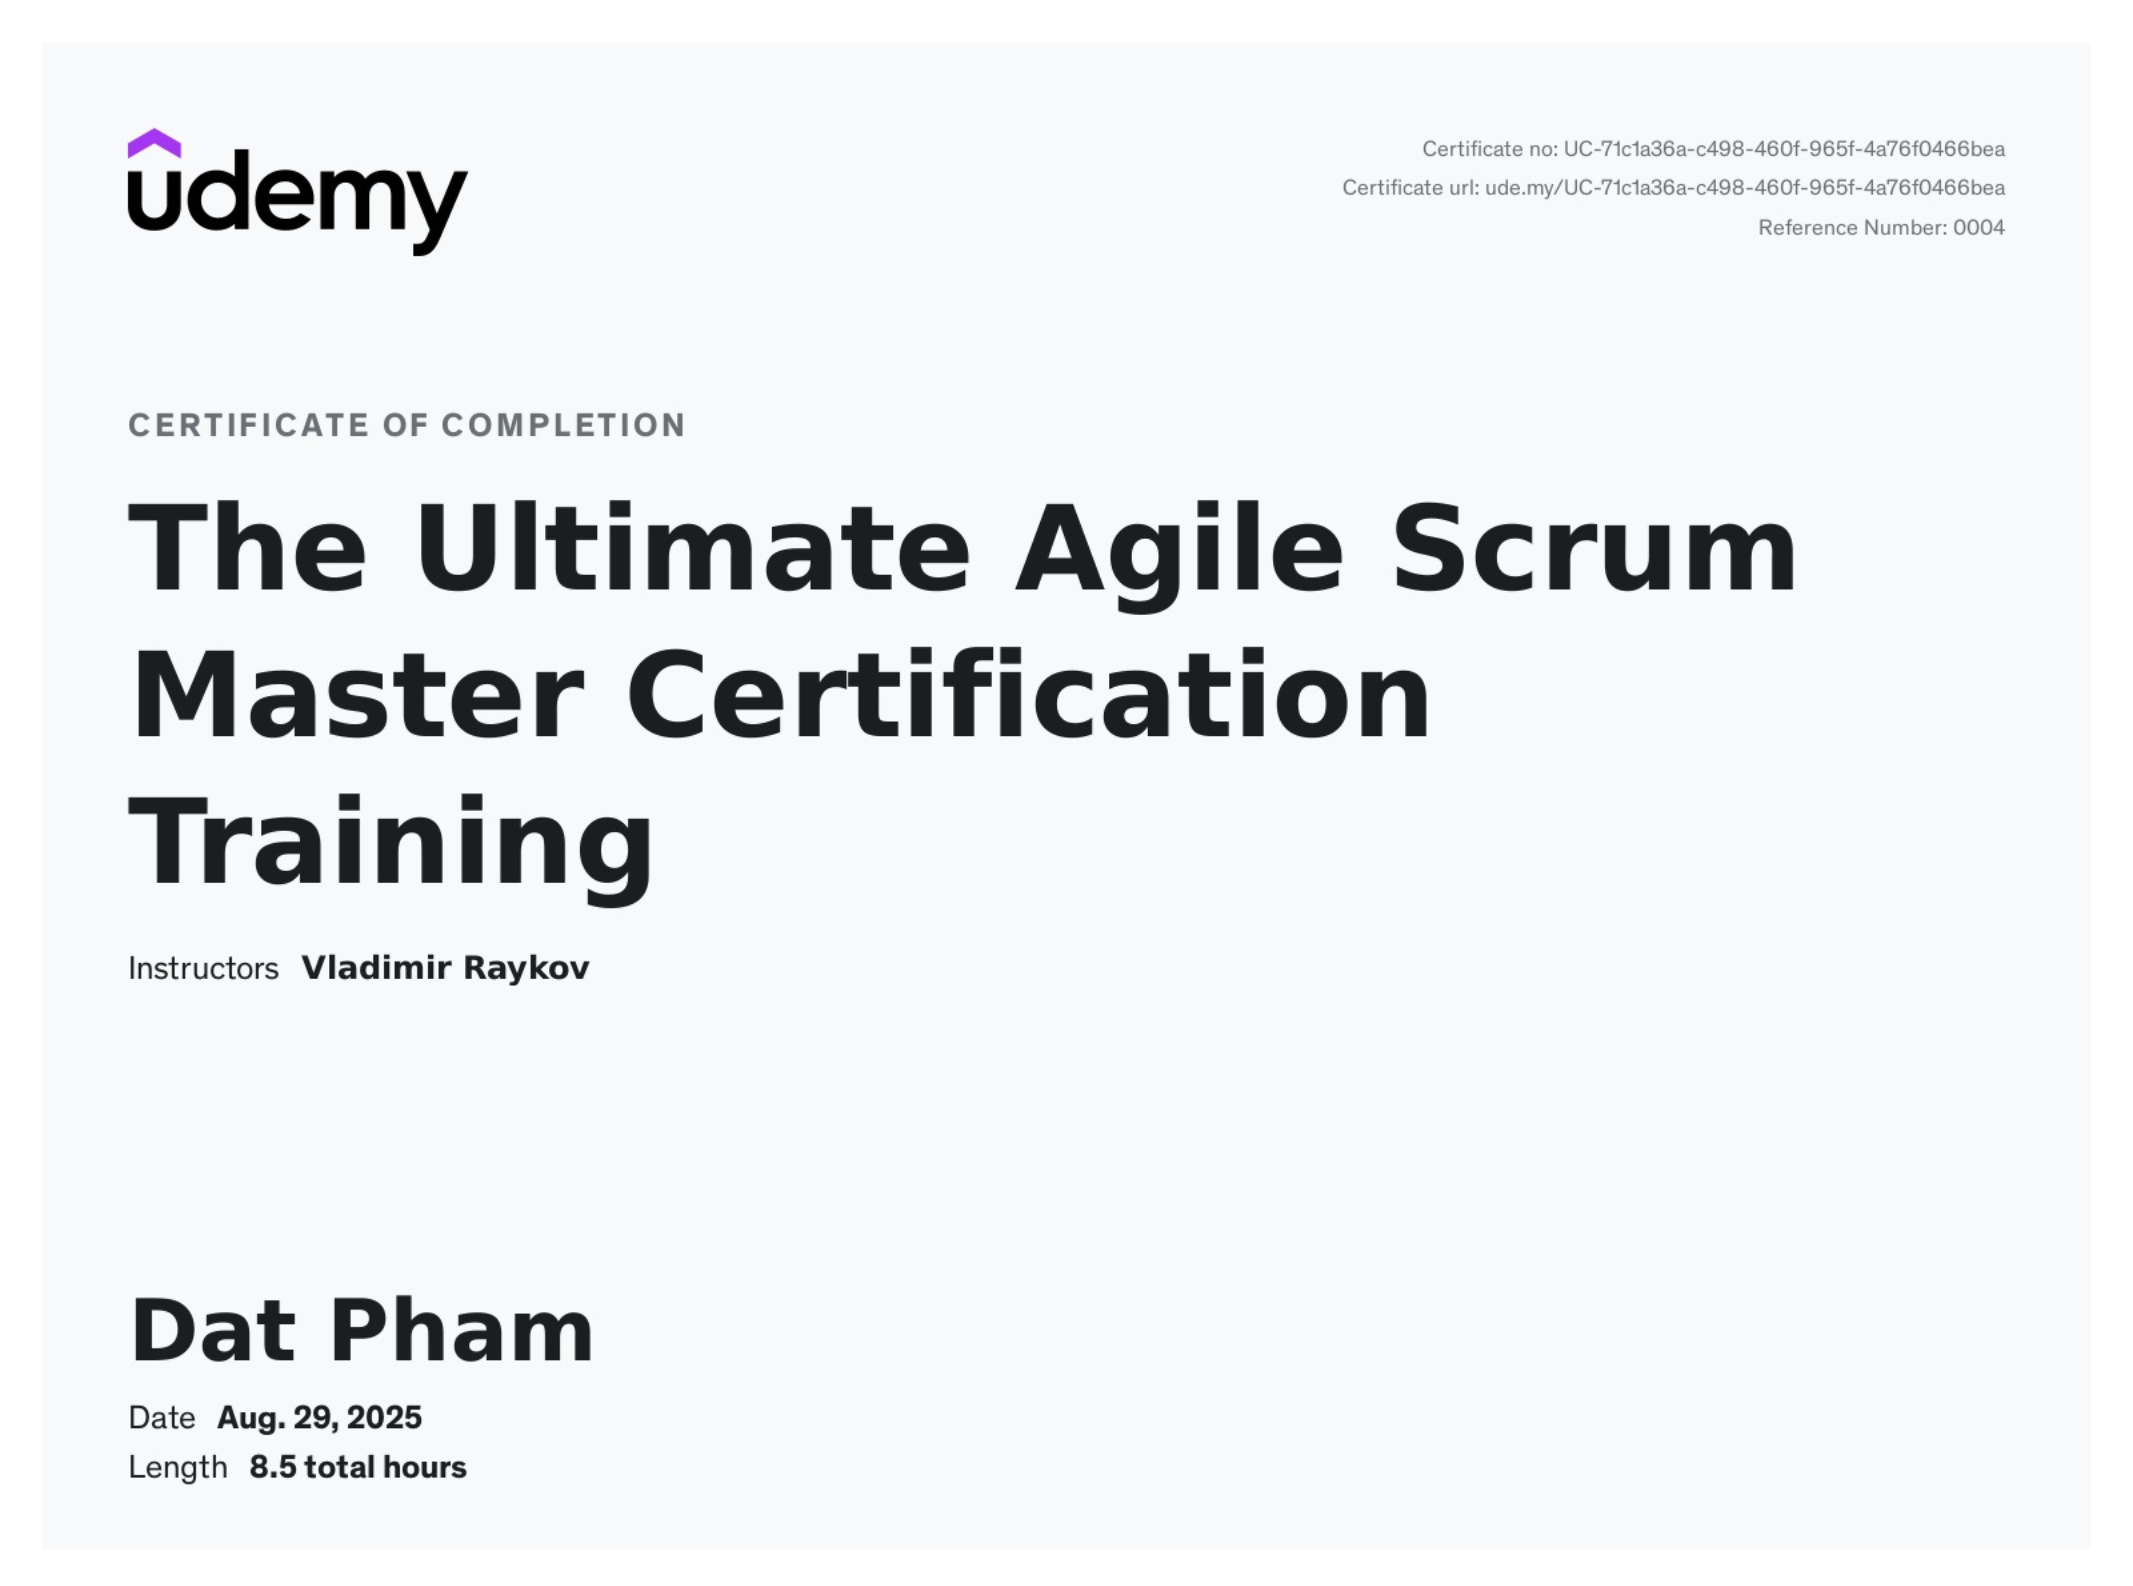 udemy
Certificate no: UC-71c1a36a-c498-460f-965f-4a76f0466bea
Certificate url: ude.my/UC-71c1a36a-c498-460f-965f-4a76f0466bea
Reference Number: 0004
CERTIFICATE OF COMPLETION
The Ultimate Agile Scrum
Master Certification
Training
Instructors Vladimir Raykov
Dat Pham
Date Aug. 29, 2025
Length 8.5 total hours